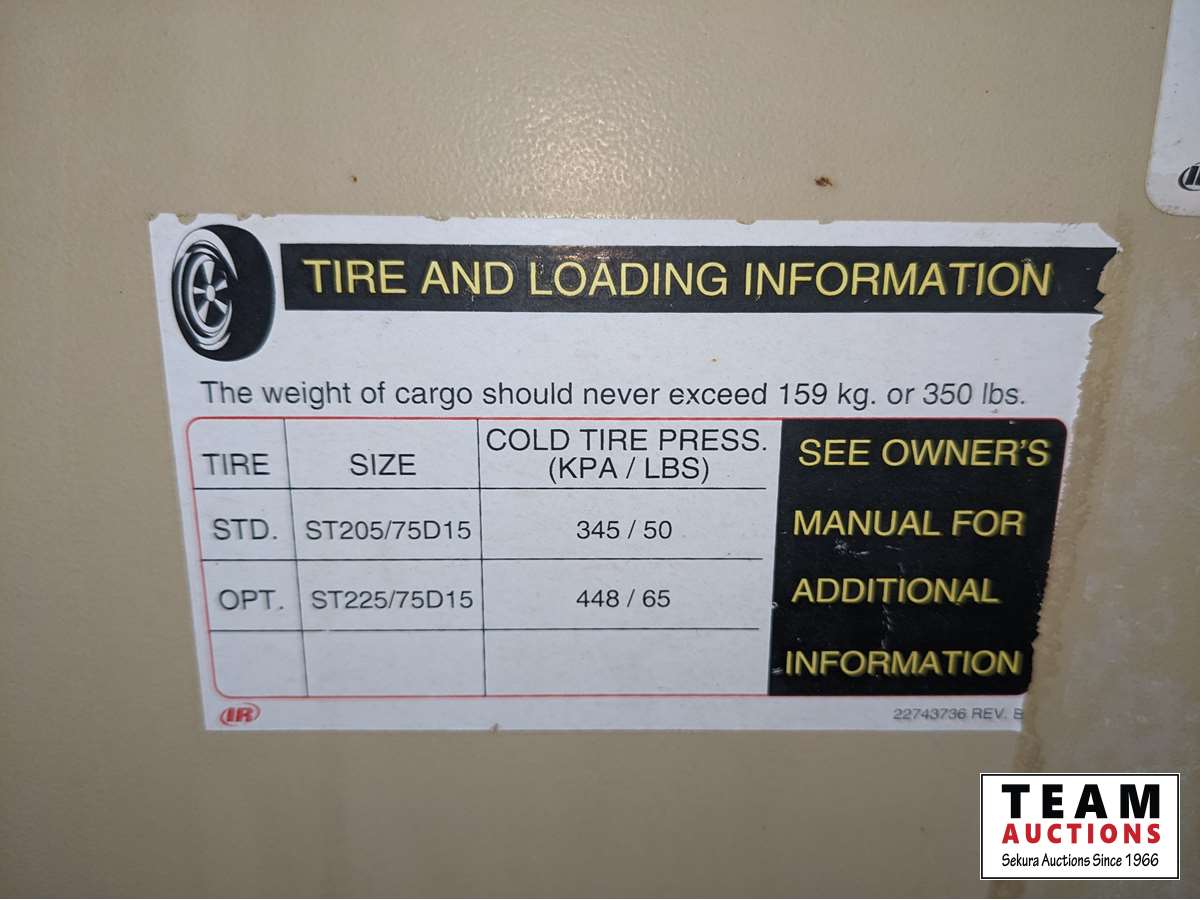 TIRE AND LOADING INFORMATION
The weight of cargo should never exceed 159 kg. or 350 lbs.
TIRE SIZE COLD TIRE PRESS. (KPA / LBS)
STD. ST205/75D15 345 / 50
OPT. ST225/75D15 448 / 65
SEE OWNER'S
MANUAL FOR
ADDITIONAL
INFORMATION
IR
22743736 REV. B
TEAM
AUCTIONS
Sekura Auctions Since 1966